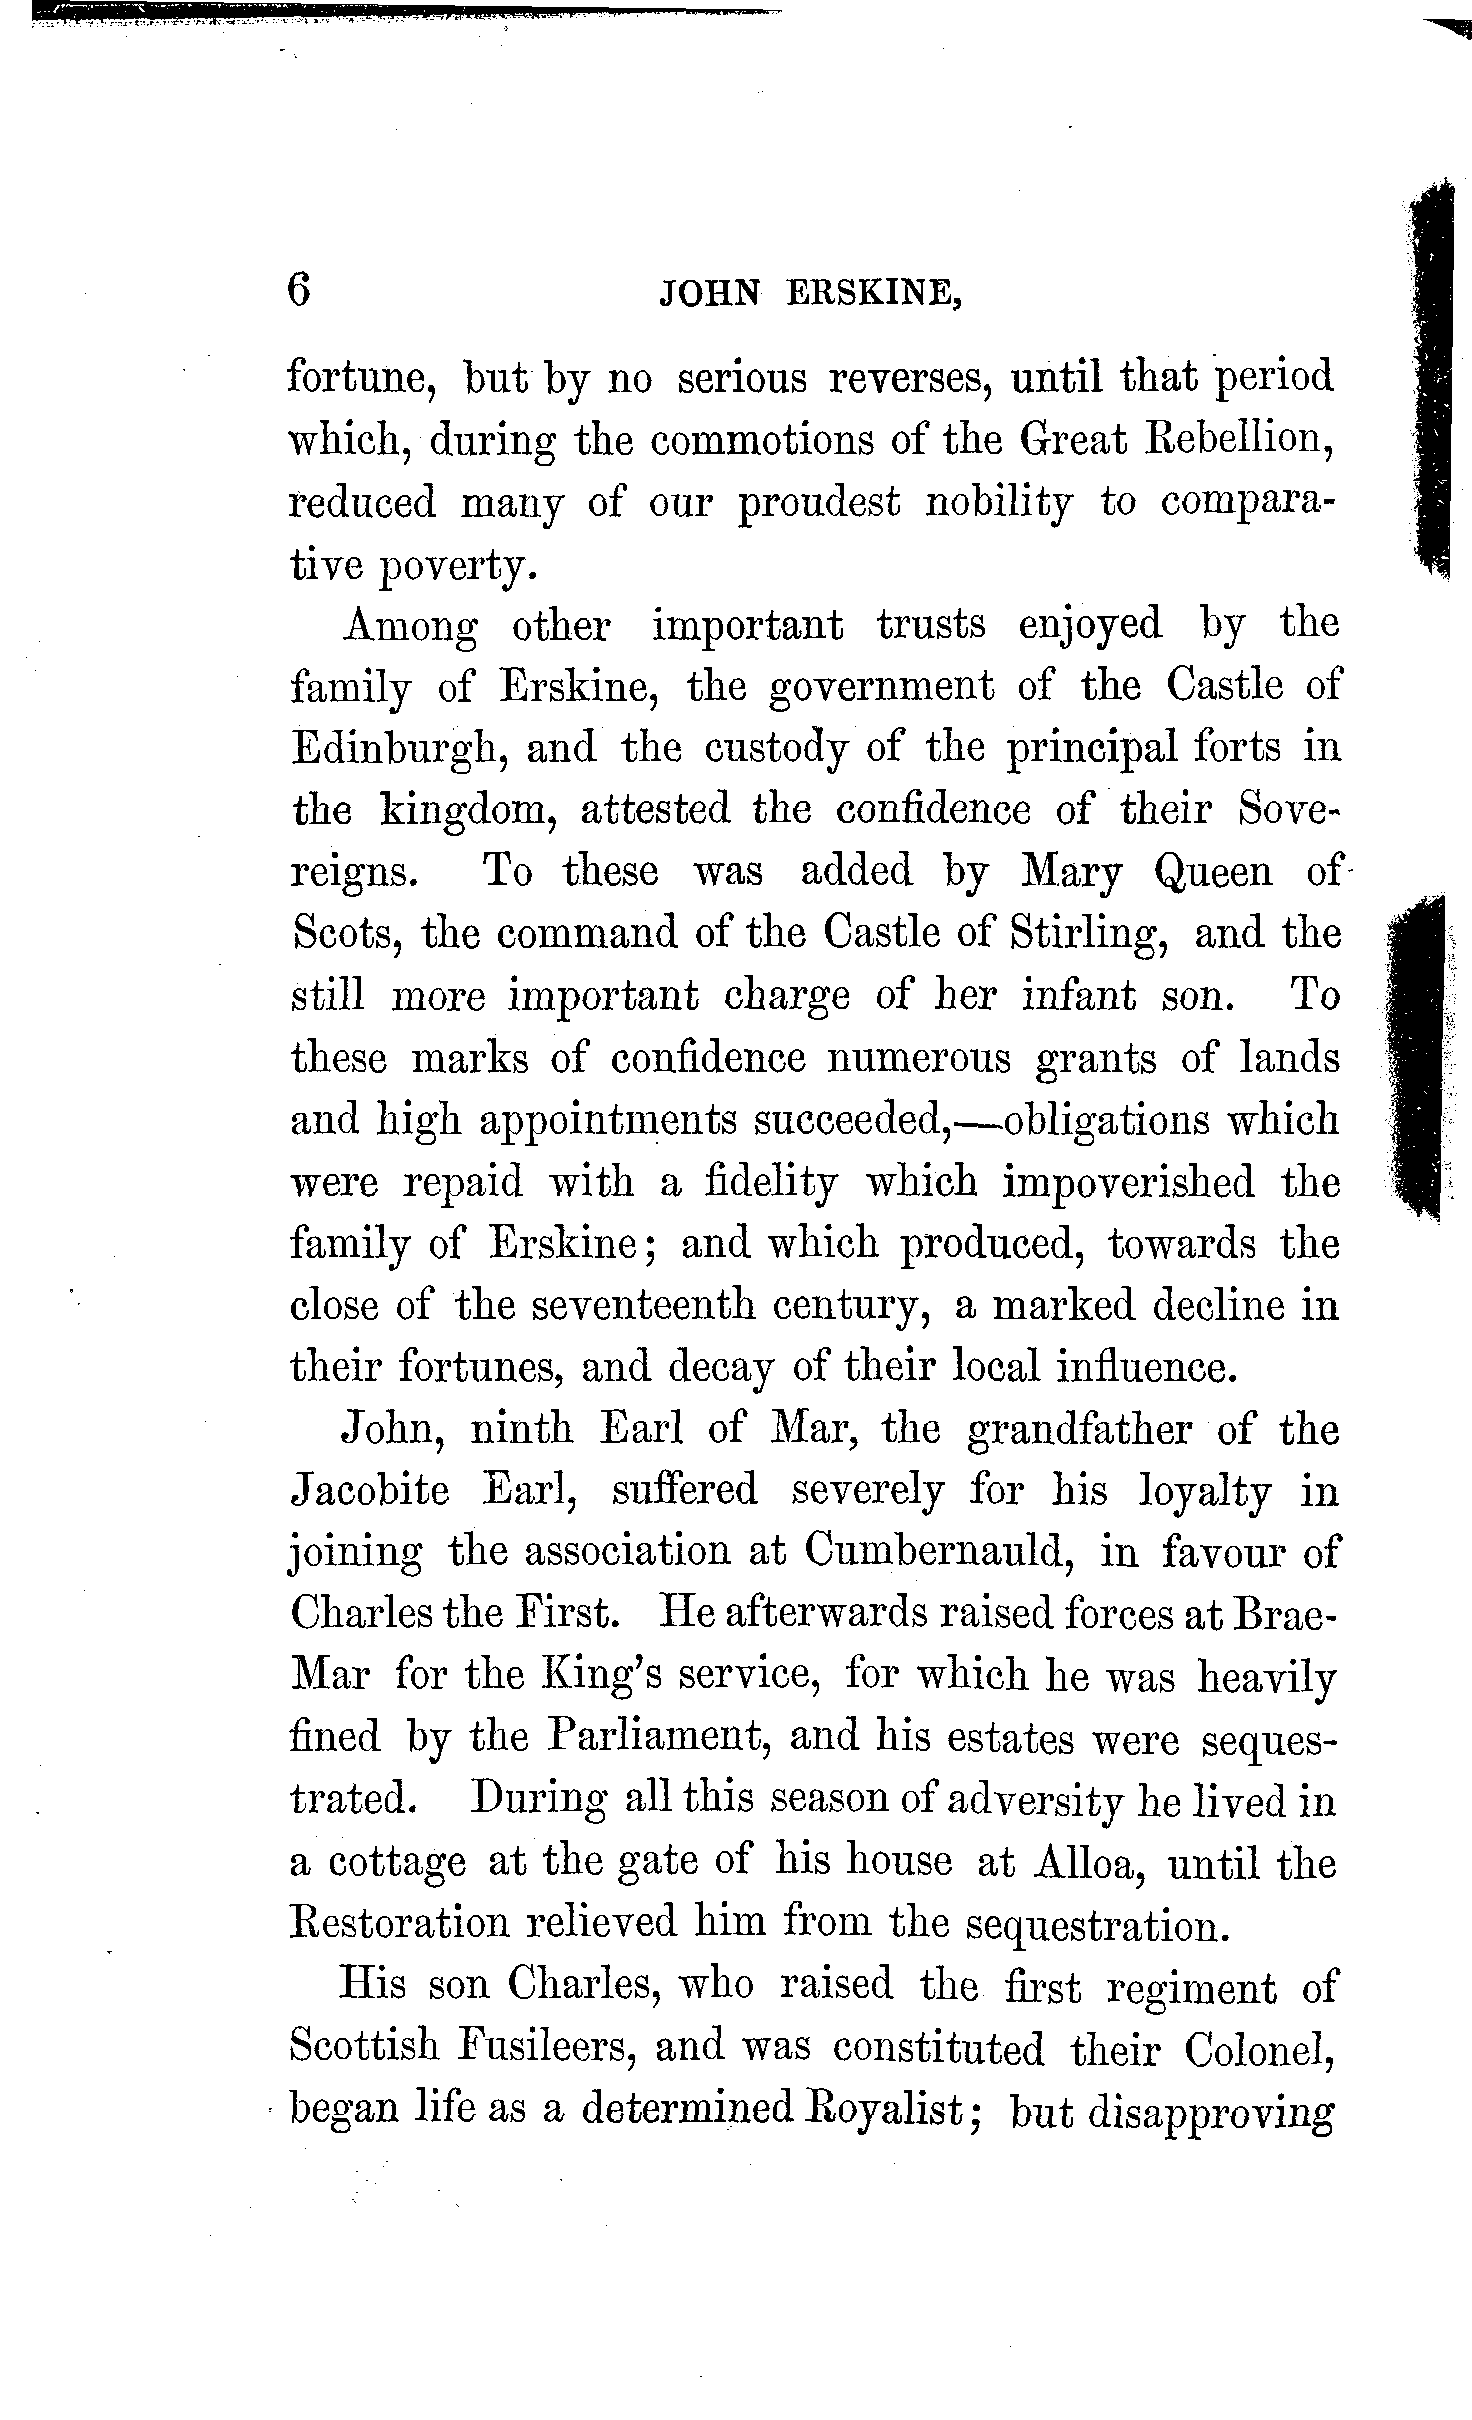 6 JOHN ERSKINE,
fortune, but by no serious reverses, until that period
which, during the commotions of the Great Rebellion,
reduced many of our proudest nobility to compara-
tive poverty.
Among other important trusts enjoyed by the
family of Erskine, the government of the Castle of
Edinburgh, and the custody of the principal forts in
the kingdom, attested the confidence of their Sove-
reigns. To these was added by Mary Queen of
Scots, the command of the Castle of Stirling, and the
still more important charge of her infant son. To
these marks of confidence numerous grants of lands
and high appointments succeeded,—obligations which
were repaid with a fidelity which impoverished the
family of Erskine; and which produced, towards the
close of the seventeenth century, a marked decline in
their fortunes, and decay of their local influence.
John, ninth Earl of Mar, the grandfather of the
Jacobite Earl, suffered severely for his loyalty in
joining the association at Cumbernauld, in favour of
Charles the First. He afterwards raised forces at Brae-
Mar for the King's service, for which he was heavily
fined by the Parliament, and his estates were seques-
trated. During all this season of adversity he lived in
a cottage at the gate of his house at Alloa, until the
Restoration relieved him from the sequestration.
His son Charles, who raised the first regiment of
Scottish Fusileers, and was constituted their Colonel,
began life as a determined Royalist; but disapproving